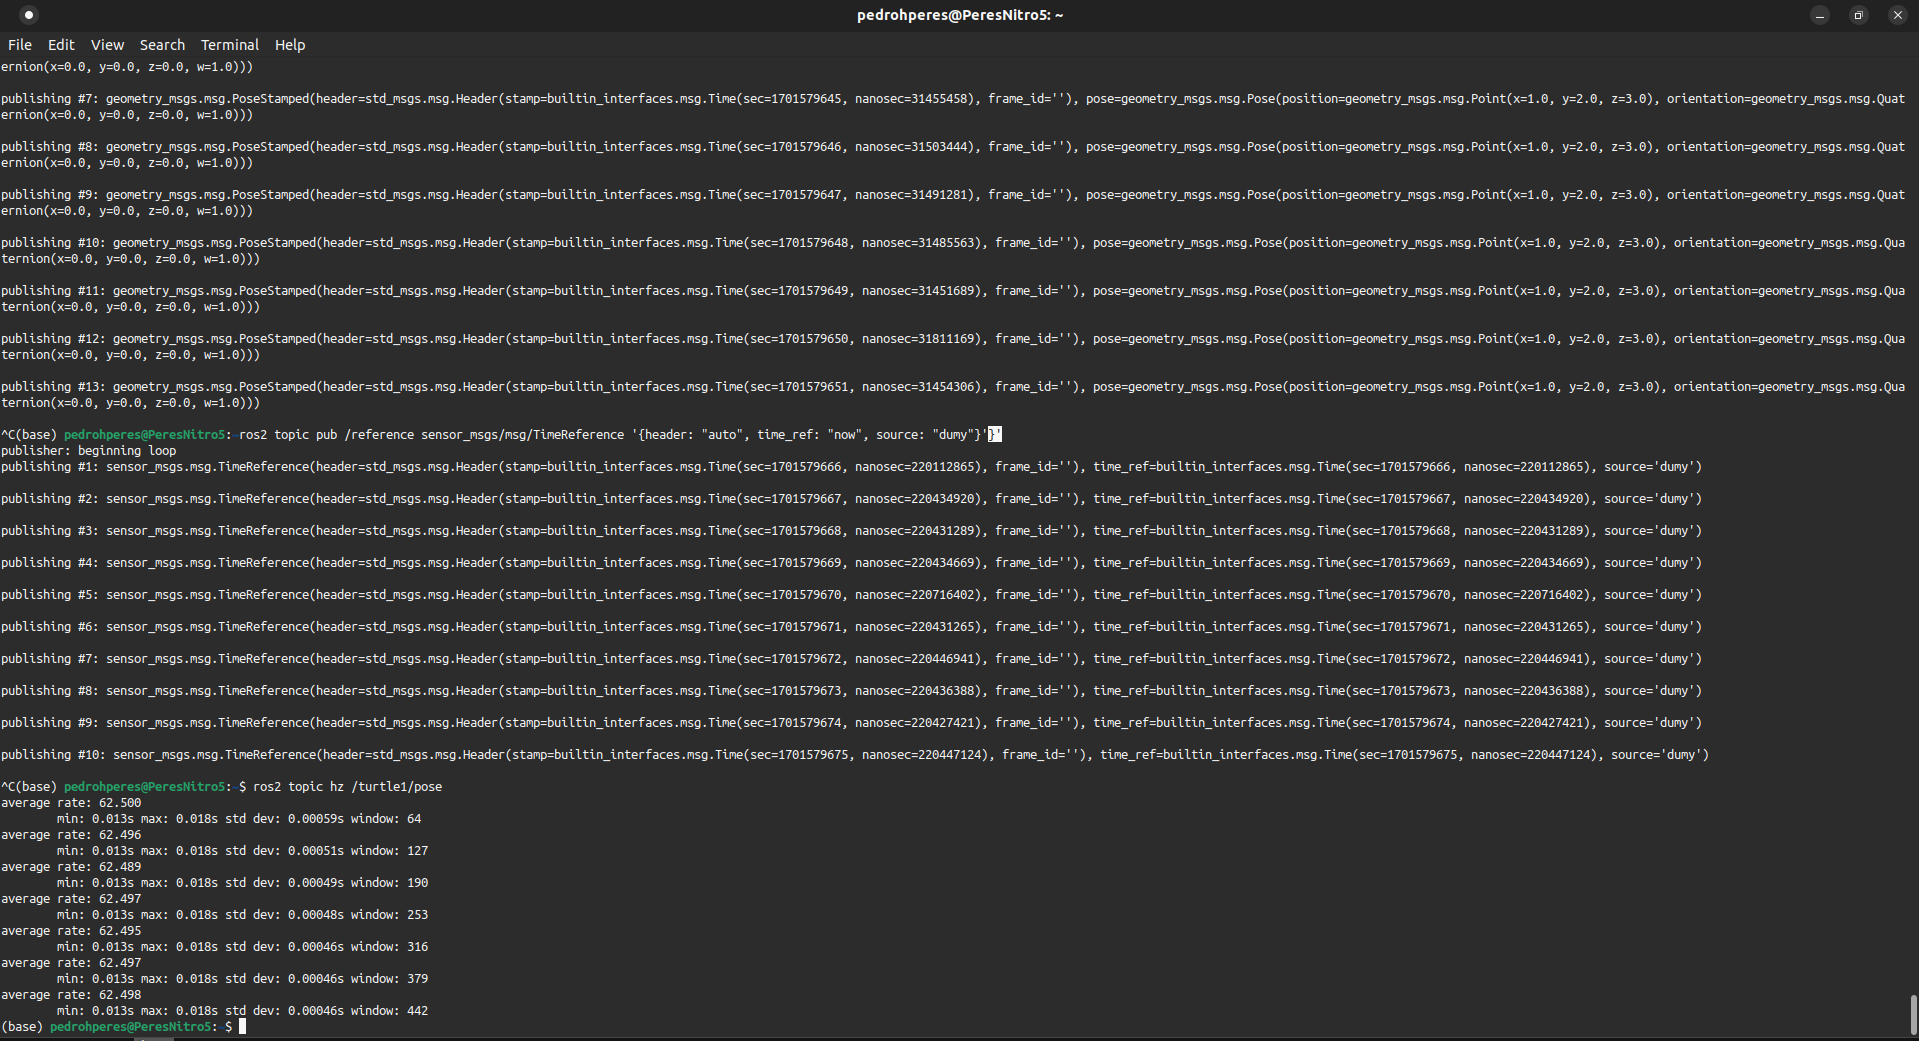 pedrohperes@PeresNitro5: ~
File Edit View Search Terminal Help
ernion(x=0.0, y=0.0, z=0.0, w=1.0)))
publishing #7: geometry_msgs.msg.PoseStamped(header=std_msgs.msg.Header(stamp=builtin_interfaces.msg.Time(sec=1701579645, nanosec=31455458), frame_id=''), pose=geometry_msgs.msg.Pose(position=geometry_msgs.msg.Point(x=1.0, y=2.0, z=3.0), orientation=geometry_msgs.msg.Quat
ernion(x=0.0, y=0.0, z=0.0, w=1.0)))
publishing #8: geometry_msgs.msg.PoseStamped(header=std_msgs.msg.Header(stamp=builtin_interfaces.msg.Time(sec=1701579646, nanosec=31503444), frame_id=''), pose=geometry_msgs.msg.Pose(position=geometry_msgs.msg.Point(x=1.0, y=2.0, z=3.0), orientation=geometry_msgs.msg.Quat
ernion(x=0.0, y=0.0, z=0.0, w=1.0)))
publishing #9: geometry_msgs.msg.PoseStamped(header=std_msgs.msg.Header(stamp=builtin_interfaces.msg.Time(sec=1701579647, nanosec=31491281), frame_id=''), pose=geometry_msgs.msg.Pose(position=geometry_msgs.msg.Point(x=1.0, y=2.0, z=3.0), orientation=geometry_msgs.msg.Quat
ernion(x=0.0, y=0.0, z=0.0, w=1.0)))
publishing #10: geometry_msgs.msg.PoseStamped(header=std_msgs.msg.Header(stamp=builtin_interfaces.msg.Time(sec=1701579648, nanosec=31485563), frame_id=''), pose=geometry_msgs.msg.Pose(position=geometry_msgs.msg.Point(x=1.0, y=2.0, z=3.0), orientation=geometry_msgs.msg.Qua
ternion(x=0.0, y=0.0, z=0.0, w=1.0)))
publishing #11: geometry_msgs.msg.PoseStamped(header=std_msgs.msg.Header(stamp=builtin_interfaces.msg.Time(sec=1701579649, nanosec=31451689), frame_id=''), pose=geometry_msgs.msg.Pose(position=geometry_msgs.msg.Point(x=1.0, y=2.0, z=3.0), orientation=geometry_msgs.msg.Qua
ternion(x=0.0, y=0.0, z=0.0, w=1.0)))
publishing #12: geometry_msgs.msg.PoseStamped(header=std_msgs.msg.Header(stamp=builtin_interfaces.msg.Time(sec=1701579650, nanosec=31811169), frame_id=''), pose=geometry_msgs.msg.Pose(position=geometry_msgs.msg.Point(x=1.0, y=2.0, z=3.0), orientation=geometry_msgs.msg.Qua
ternion(x=0.0, y=0.0, z=0.0, w=1.0)))
publishing #13: geometry_msgs.msg.PoseStamped(header=std_msgs.msg.Header(stamp=builtin_interfaces.msg.Time(sec=1701579651, nanosec=31454306), frame_id=''), pose=geometry_msgs.msg.Pose(position=geometry_msgs.msg.Point(x=1.0, y=2.0, z=3.0), orientation=geometry_msgs.msg.Qua
ternion(x=0.0, y=0.0, z=0.0, w=1.0)))
^C(base) pedrohperes@PeresNitro5:~ros2 topic pub /reference sensor_msgs/msg/TimeReference '{header: "auto", time_ref: "now", source: "dumy"}'}'
publisher: beginning loop
publishing #1: sensor_msgs.msg.TimeReference(header=std_msgs.msg.Header(stamp=builtin_interfaces.msg.Time(sec=1701579666, nanosec=220112865), frame_id=''), time_ref=builtin_interfaces.msg.Time(sec=1701579666, nanosec=220112865), source='dumy')
publishing #2: sensor_msgs.msg.TimeReference(header=std_msgs.msg.Header(stamp=builtin_interfaces.msg.Time(sec=1701579667, nanosec=220434920), frame_id=''), time_ref=builtin_interfaces.msg.Time(sec=1701579667, nanosec=220434920), source='dumy')
publishing #3: sensor_msgs.msg.TimeReference(header=std_msgs.msg.Header(stamp=builtin_interfaces.msg.Time(sec=1701579668, nanosec=220431289), frame_id=''), time_ref=builtin_interfaces.msg.Time(sec=1701579668, nanosec=220431289), source='dumy')
publishing #4: sensor_msgs.msg.TimeReference(header=std_msgs.msg.Header(stamp=builtin_interfaces.msg.Time(sec=1701579669, nanosec=220434669), frame_id=''), time_ref=builtin_interfaces.msg.Time(sec=1701579669, nanosec=220434669), source='dumy')
publishing #5: sensor_msgs.msg.TimeReference(header=std_msgs.msg.Header(stamp=builtin_interfaces.msg.Time(sec=1701579670, nanosec=220716402), frame_id=''), time_ref=builtin_interfaces.msg.Time(sec=1701579670, nanosec=220716402), source='dumy')
publishing #6: sensor_msgs.msg.TimeReference(header=std_msgs.msg.Header(stamp=builtin_interfaces.msg.Time(sec=1701579671, nanosec=220431265), frame_id=''), time_ref=builtin_interfaces.msg.Time(sec=1701579671, nanosec=220431265), source='dumy')
publishing #7: sensor_msgs.msg.TimeReference(header=std_msgs.msg.Header(stamp=builtin_interfaces.msg.Time(sec=1701579672, nanosec=220446941), frame_id=''), time_ref=builtin_interfaces.msg.Time(sec=1701579672, nanosec=220446941), source='dumy')
publishing #8: sensor_msgs.msg.TimeReference(header=std_msgs.msg.Header(stamp=builtin_interfaces.msg.Time(sec=1701579673, nanosec=220436388), frame_id=''), time_ref=builtin_interfaces.msg.Time(sec=1701579673, nanosec=220436388), source='dumy')
publishing #9: sensor_msgs.msg.TimeReference(header=std_msgs.msg.Header(stamp=builtin_interfaces.msg.Time(sec=1701579674, nanosec=220427421), frame_id=''), time_ref=builtin_interfaces.msg.Time(sec=1701579674, nanosec=220427421), source='dumy')
publishing #10: sensor_msgs.msg.TimeReference(header=std_msgs.msg.Header(stamp=builtin_interfaces.msg.Time(sec=1701579675, nanosec=220447124), frame_id=''), time_ref=builtin_interfaces.msg.Time(sec=1701579675, nanosec=220447124), source='dumy')
^C(base) pedrohperes@PeresNitro5:~$ ros2 topic hz /turtle1/pose
average rate: 62.500
min: 0.013s max: 0.018s std dev: 0.00059s window: 64
average rate: 62.496
min: 0.013s max: 0.018s std dev: 0.00051s window: 127
average rate: 62.489
min: 0.013s max: 0.018s std dev: 0.00049s window: 190
average rate: 62.497
min: 0.013s max: 0.018s std dev: 0.00048s window: 253
average rate: 62.495
min: 0.013s max: 0.018s std dev: 0.00046s window: 316
average rate: 62.497
min: 0.013s max: 0.018s std dev: 0.00046s window: 379
average rate: 62.498
min: 0.013s max: 0.018s std dev: 0.00046s window: 442
(base) pedrohperes@PeresNitro5:~$